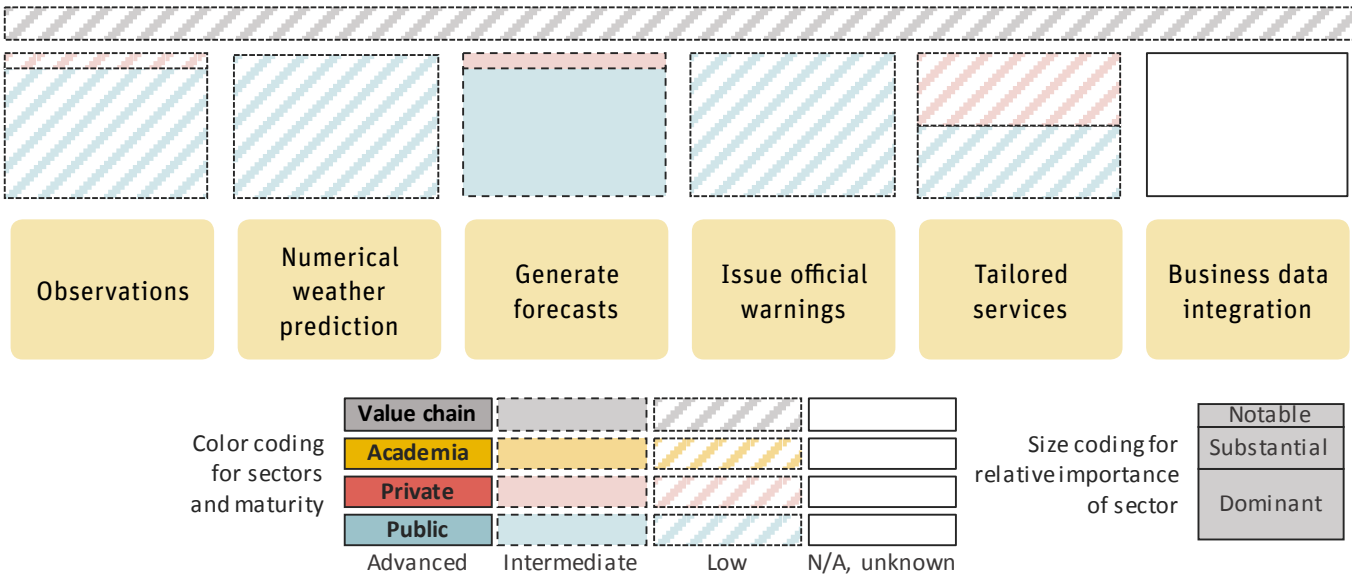 Observations
Numerical
weather
prediction
Generate
forecasts
Issue official
warnings
Tailored
services
Business data
integration
Color coding
for sectors
and maturity
Value chain
Academia
Private
Public
Advanced
Intermediate
Low
N/A, unknown
Size coding for
relative importance
of sector
Notable
Substantial
Dominant